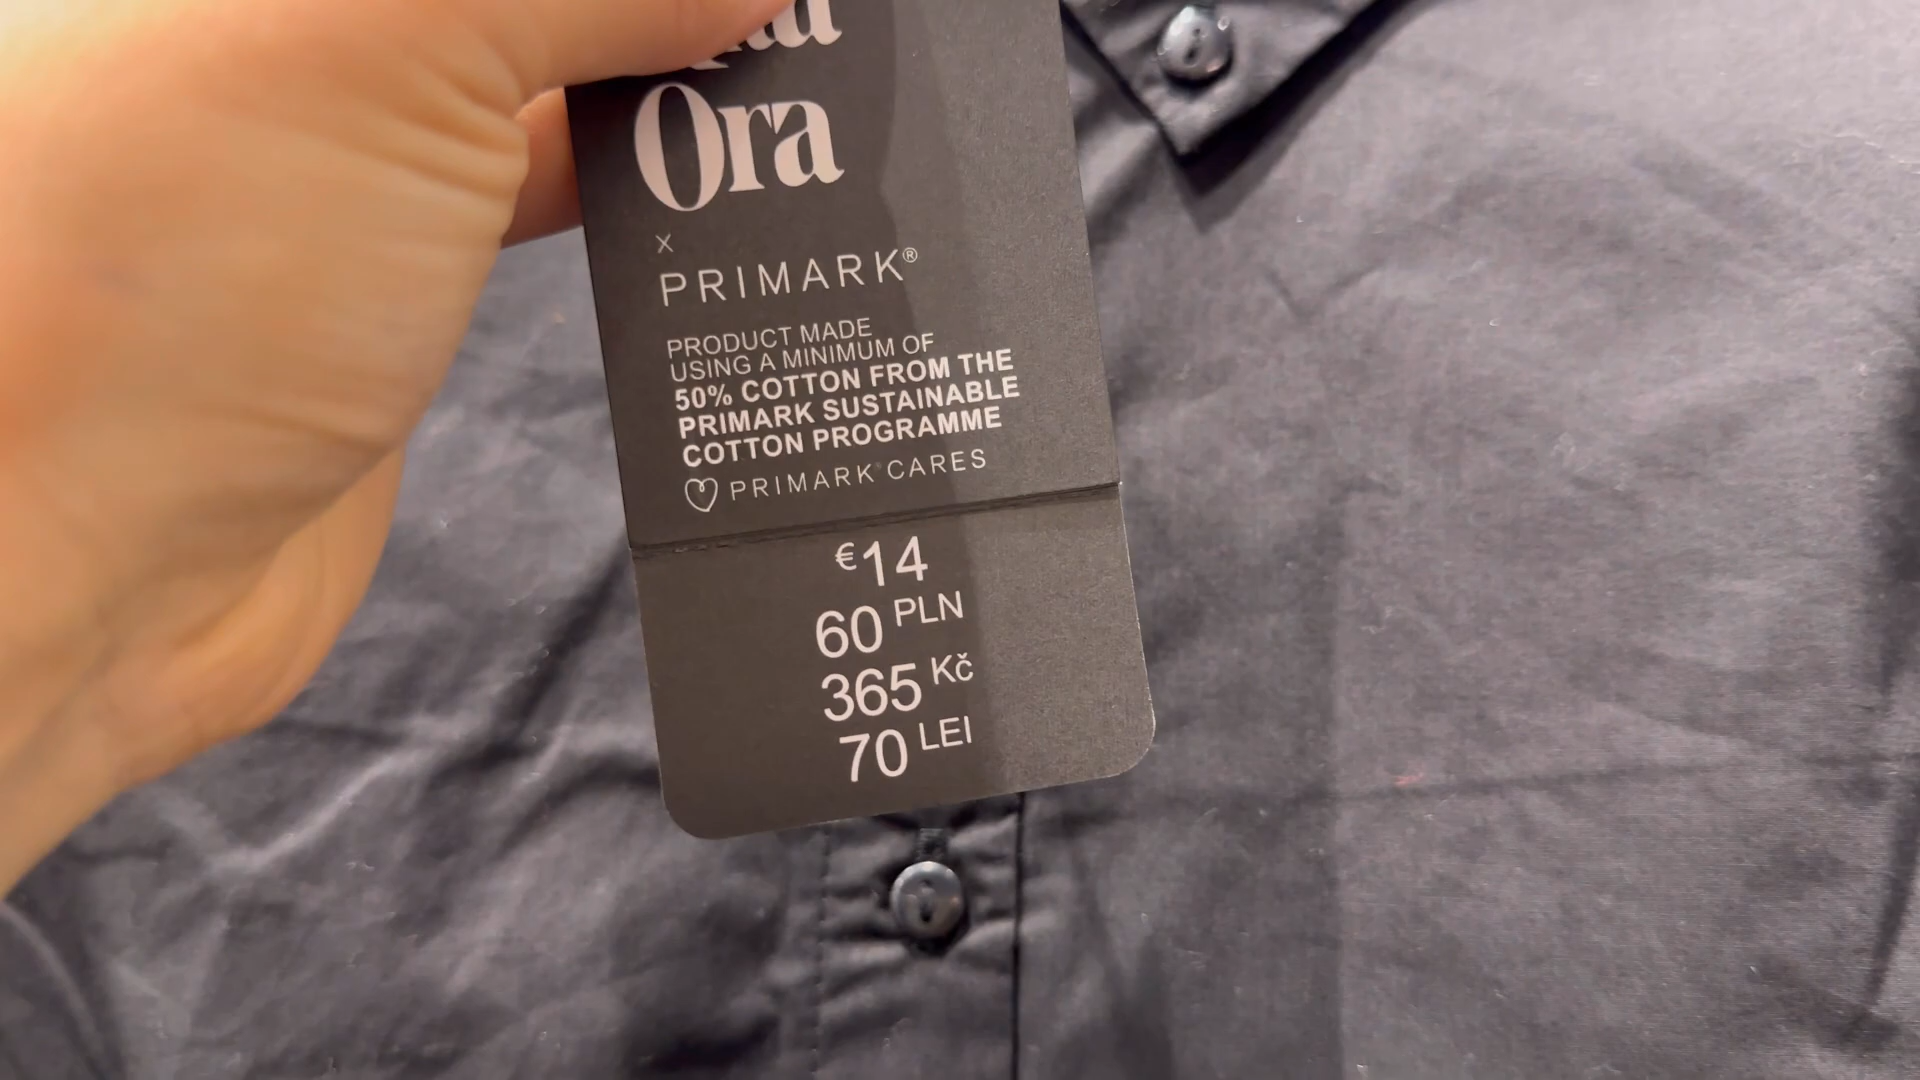 Ora
x
PRIMARK®
PRODUCT MADE
USING A MINIMUM OF
50% COTTON FROM THE
PRIMARK SUSTAINABLE
COTTON PROGRAMME
PRIMARK CARES
€14
60 PLN
365 Kč
70 LEI